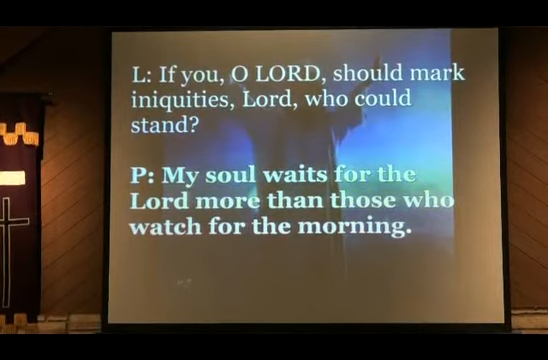 L: If you, O LORD, should mark
iniquities, Lord, who could
stand?
P: My soul waits for the
Lord more than those who
watch for the morning.